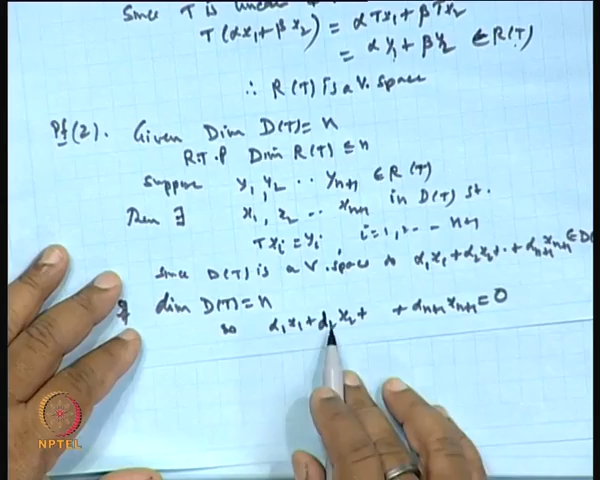 Since T is linear
T(αx₁+βx₂) = αTx₁+βTx₂
= αy₁+βy₂ ∈R(T).
∴ R(T) is a V. space
Pf(2). Given Dim D(T)= n
R.T.P Dim R(T) ≤ n
Suppose y₁, y₂ .. yₙ₊₁ ∈ R(T)
Then ∃ x₁, x₂ .. xₙ₊₁ in D(T) st.
Txᵢ = yᵢ , i=1,2-- - n+1
Since D(T) is a V. space so α₁x₁+α₂x₂+.. +αₙ₊₁xₙ₊₁∈D(
& dim D(T)= n
so α₁x₁+α₂x₂+ +αₙ₊₁xₙ₊₁=0
NPTEL